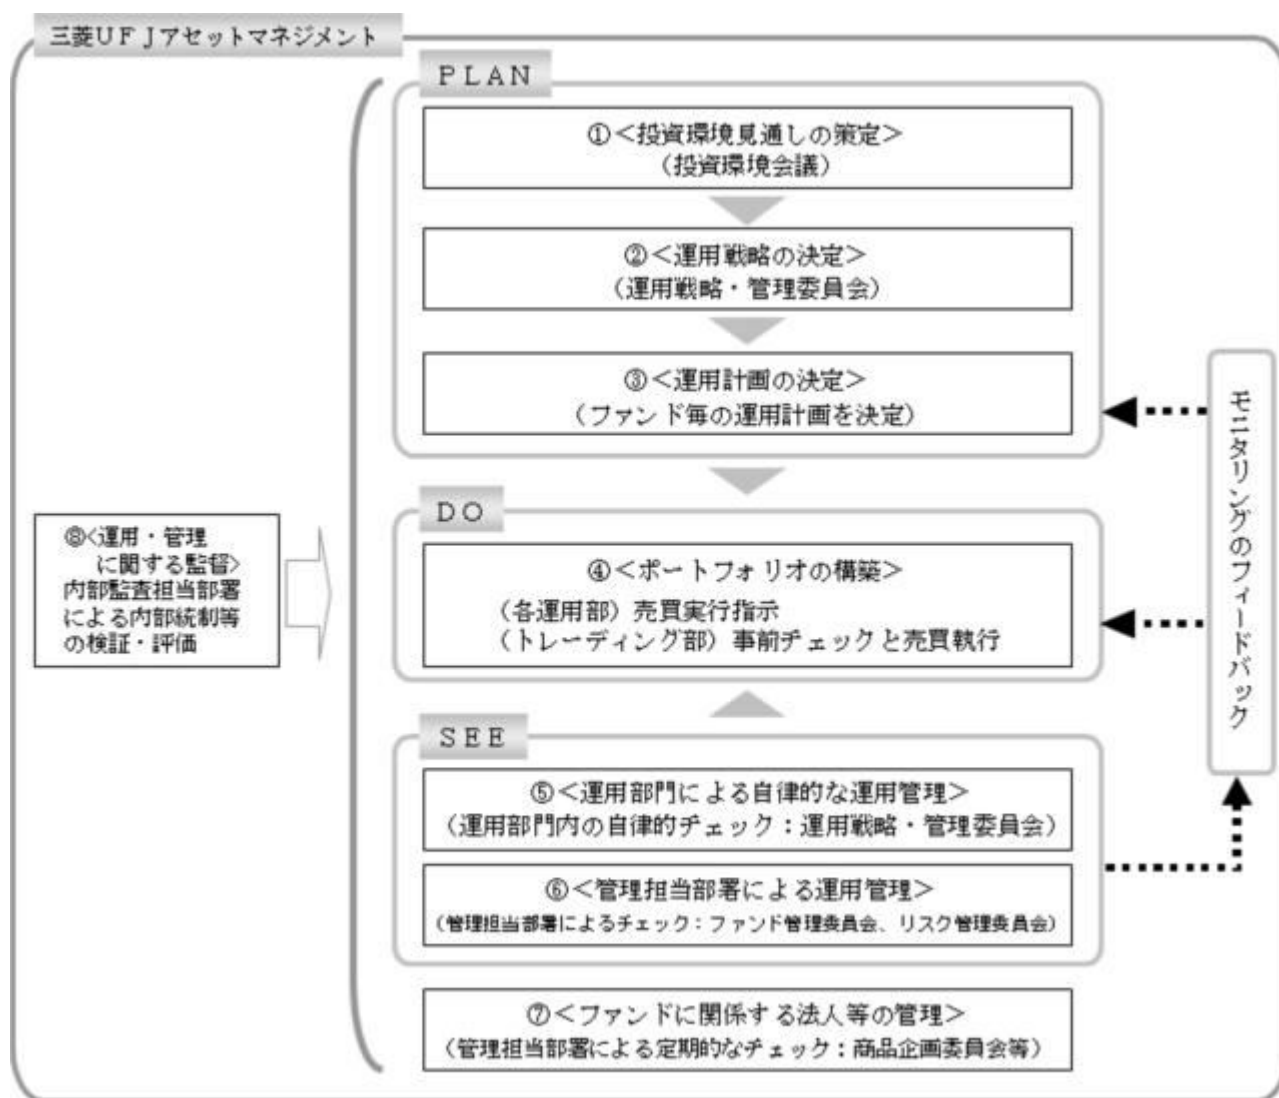 三菱ＵＦＪアセットマネジメント
ＰＬＡＮ
①＜投資環境見通しの策定＞
（投資環境会議）
②＜運用戦略の決定＞
（運用戦略・管理委員会）
③＜運用計画の決定＞
（ファンド毎の運用計画を決定）
ＤＯ
④＜ポートフォリオの構築＞
（各運用部）売買実行指示
（トレーディング部）事前チェックと売買執行
ＳＥＥ
⑤＜運用部門による自律的な運用管理＞
（運用部門内の自律的チェック：運用戦略・管理委員会）
⑥＜管理担当部署による運用管理＞
（管理担当部署によるチェック：ファンド管理委員会、リスク管理委員会）
⑦＜ファンドに関係する法人等の管理＞
（管理担当部署による定期的なチェック：商品企画委員会等）
⑧<運用・管理
に関する監督>
内部監査担当部署
による内部統制等
の検証・評価
モニタリングのフィードバック